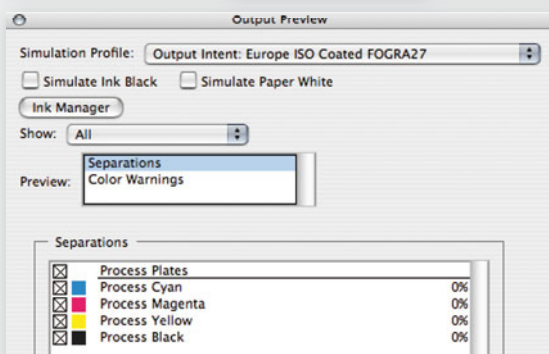 Output Preview
Simulation Profile: Output Intent: Europe ISO Coated FOGRA27
Simulate Ink Black Simulate Paper White
Ink Manager
Show: All
Separations
Preview: Color Warnings
Separations
Process Plates
Process Cyan 0%
Process Magenta 0%
Process Yellow 0%
Process Black 0%